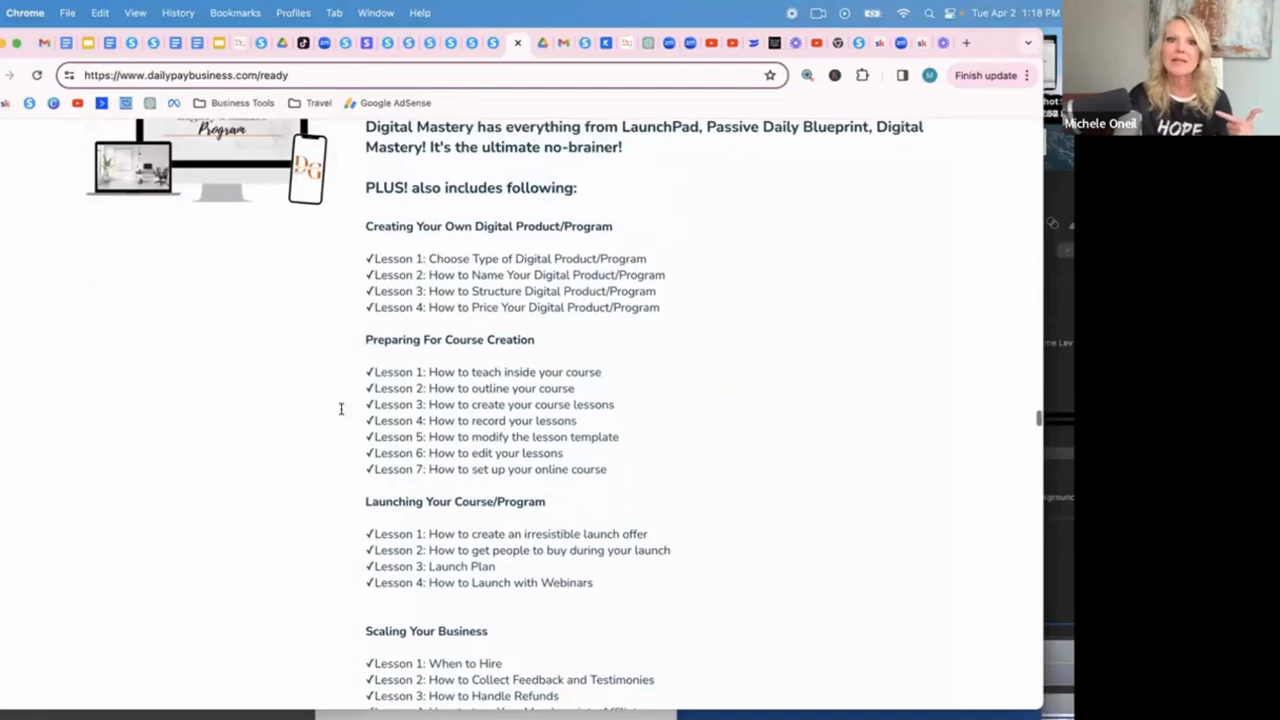 Chrome File Edit View History Bookmarks Profiles Tab Window Help Tue Apr 2 1:18 PM
https://www.dailypaybusiness.com/ready
M
Finish update
sk
Business Tools
Travel
Google AdSense
Michele Oneil
HOPE
Program
DG
Digital Mastery has everything from LaunchPad, Passive Daily Blueprint, Digital
Mastery! It's the ultimate no-brainer!
PLUS! also includes following:
Creating Your Own Digital Product/Program
✓Lesson 1: Choose Type of Digital Product/Program
✓Lesson 2: How to Name Your Digital Product/Program
✓Lesson 3: How to Structure Digital Product/Program
✓Lesson 4: How to Price Your Digital Product/Program
Preparing For Course Creation
✓Lesson 1: How to teach inside your course
✓Lesson 2: How to outline your course
✓Lesson 3: How to create your course lessons
✓Lesson 4: How to record your lessons
✓Lesson 5: How to modify the lesson template
✓Lesson 6: How to edit your lessons
✓Lesson 7: How to set up your online course
Launching Your Course/Program
✓Lesson 1: How to create an irresistible launch offer
✓Lesson 2: How to get people to buy during your launch
✓Lesson 3: Launch Plan
✓Lesson 4: How to Launch with Webinars
Scaling Your Business
✓Lesson 1: When to Hire
✓Lesson 2: How to Collect Feedback and Testimonies
✓Lesson 3: How to Handle Refunds